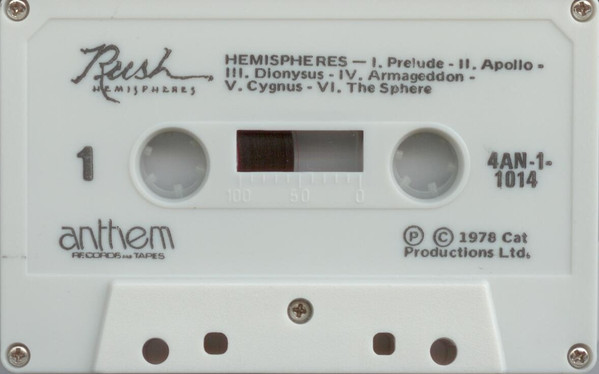 Rush
HEMISPHERES
HEMISPHERES — I. Prelude - II. Apollo -
III. Dionysus - IV. Armageddon -
V. Cygnus - VI. The Sphere
1
4AN-1-
1014
100 50 0
anthem
RECORDS AND TAPES
Ⓟ © 1978 Cat
Productions Ltd.